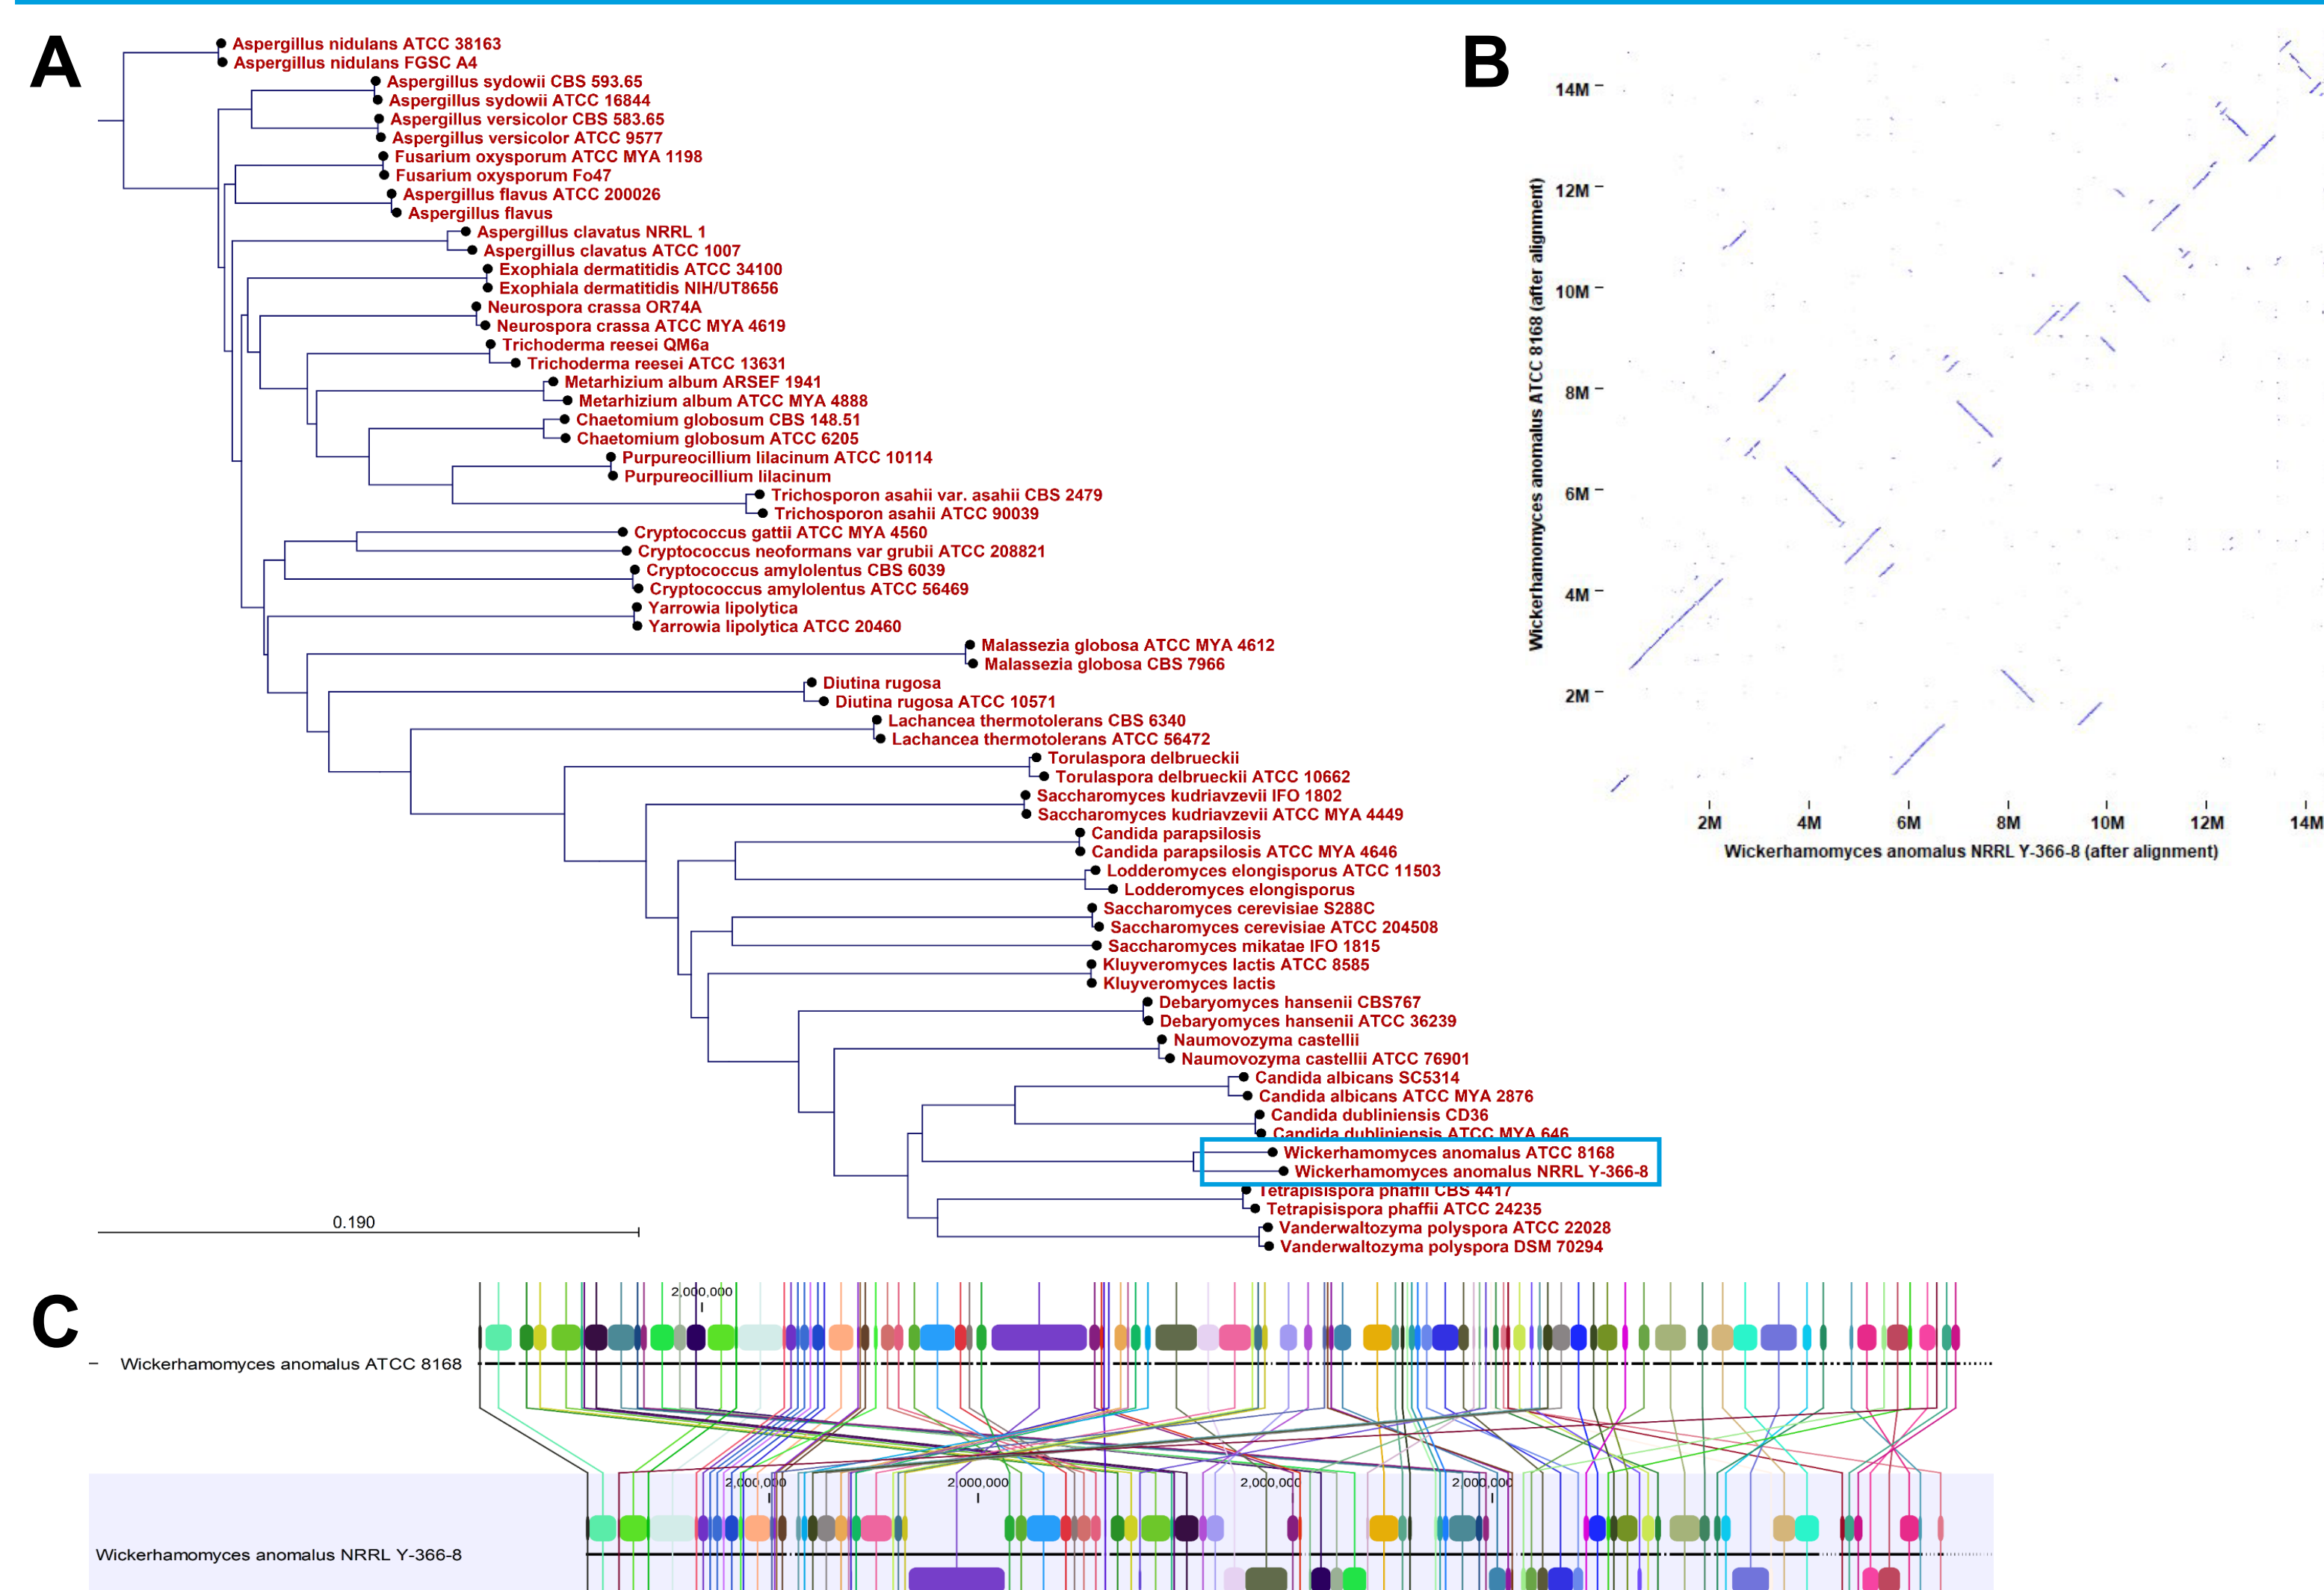 A
Aspergillus nidulans ATCC 38163
Aspergillus nidulans FGSC A4
Aspergillus sydowii CBS 593.65
Aspergillus sydowii ATCC 16844
Aspergillus versicolor CBS 583.65
Aspergillus versicolor ATCC 9577
Fusarium oxysporum ATCC MYA 1198
Fusarium oxysporum Fo47
Aspergillus flavus ATCC 200026
Aspergillus flavus
Aspergillus clavatus NRRL 1
Aspergillus clavatus ATCC 1007
Exophiala dermatitidis ATCC 34100
Exophiala dermatitidis NIH/UT8656
Neurospora crassa OR74A
Neurospora crassa ATCC MYA 4619
Trichoderma reesei QM6a
Trichoderma reesei ATCC 13631
Metarhizium album ARSEF 1941
Metarhizium album ATCC MYA 4888
Chaetomium globosum CBS 148.51
Chaetomium globosum ATCC 6205
Purpureocillium lilacinum ATCC 10114
Purpureocillium lilacinum
Trichosporon asahii var. asahii CBS 2479
Trichosporon asahii ATCC 90039
Cryptococcus gattii ATCC MYA 4560
Cryptococcus neoformans var grubii ATCC 208821
Cryptococcus amylolentus CBS 6039
Cryptococcus amylolentus ATCC 56469
Yarrowia lipolytica
Yarrowia lipolytica ATCC 20460
Malassezia globosa ATCC MYA 4612
Malassezia globosa CBS 7966
Diutina rugosa
Diutina rugosa ATCC 10571
Lachancea thermotolerans CBS 6340
Lachancea thermotolerans ATCC 56472
Torulaspora delbrueckii
Torulaspora delbrueckii ATCC 10662
Saccharomyces kudriavzevii IFO 1802
Saccharomyces kudriavzevii ATCC MYA 4449
Candida parapsilosis
Candida parapsilosis ATCC MYA 4646
Lodderomyces elongisporus ATCC 11503
Lodderomyces elongisporus
Saccharomyces cerevisiae S288C
Saccharomyces cerevisiae ATCC 204508
Saccharomyces mikatae IFO 1815
Kluyveromyces lactis ATCC 8585
Kluyveromyces lactis
Debaryomyces hansenii CBS767
Debaryomyces hansenii ATCC 36239
Naumovozyma castellii
Naumovozyma castellii ATCC 76901
Candida albicans SC5314
Candida albicans ATCC MYA 2876
Candida dubliniensis CD36
Candida dubliniensis ATCC MYA 646
Wickerhamomyces anomalus ATCC 8168
Wickerhamomyces anomalus NRRL Y-366-8
Tetrapisispora phaffii CBS 4417
Tetrapisispora phaffii ATCC 24235
Vanderwaltozyma polyspora ATCC 22028
Vanderwaltozyma polyspora DSM 70294
0.190
B
Wickerhamomyces anomalus ATCC 8168 (after alignment)
14M
12M
10M
8M
6M
4M
2M
2M 4M 6M 8M 10M 12M 14M
Wickerhamomyces anomalus NRRL Y-366-8 (after alignment)
C
2,000,000
Wickerhamomyces anomalus ATCC 8168
2,000,000 2,000,000 2,000,000 2,000,000
Wickerhamomyces anomalus NRRL Y-366-8